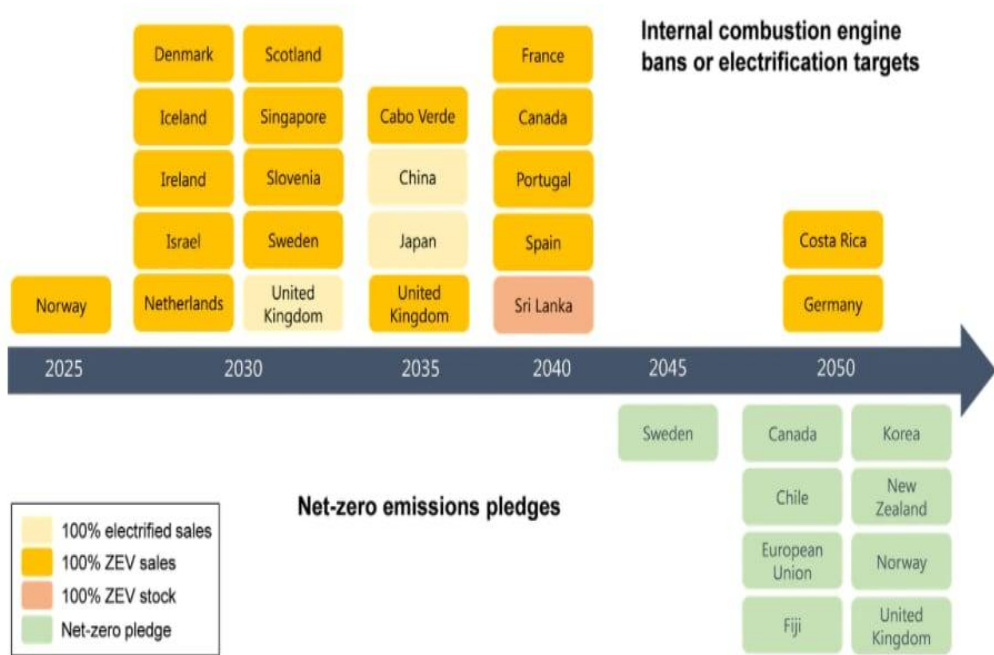 Internal combustion engine
bans or electrification targets
Denmark
Scotland
France
Iceland
Singapore
Cabo Verde
Canada
Ireland
Slovenia
China
Portugal
Israel
Sweden
Japan
Spain
Costa Rica
Norway
Netherlands
United
Kingdom
United
Kingdom
Sri Lanka
Germany
2025
2030
2035
2040
2045
2050
Sweden
Canada
Korea
Net-zero emissions pledges
Chile
New
Zealand
European
Union
Norway
Fiji
United
Kingdom
100% electrified sales
100% ZEV sales
100% ZEV stock
Net-zero pledge